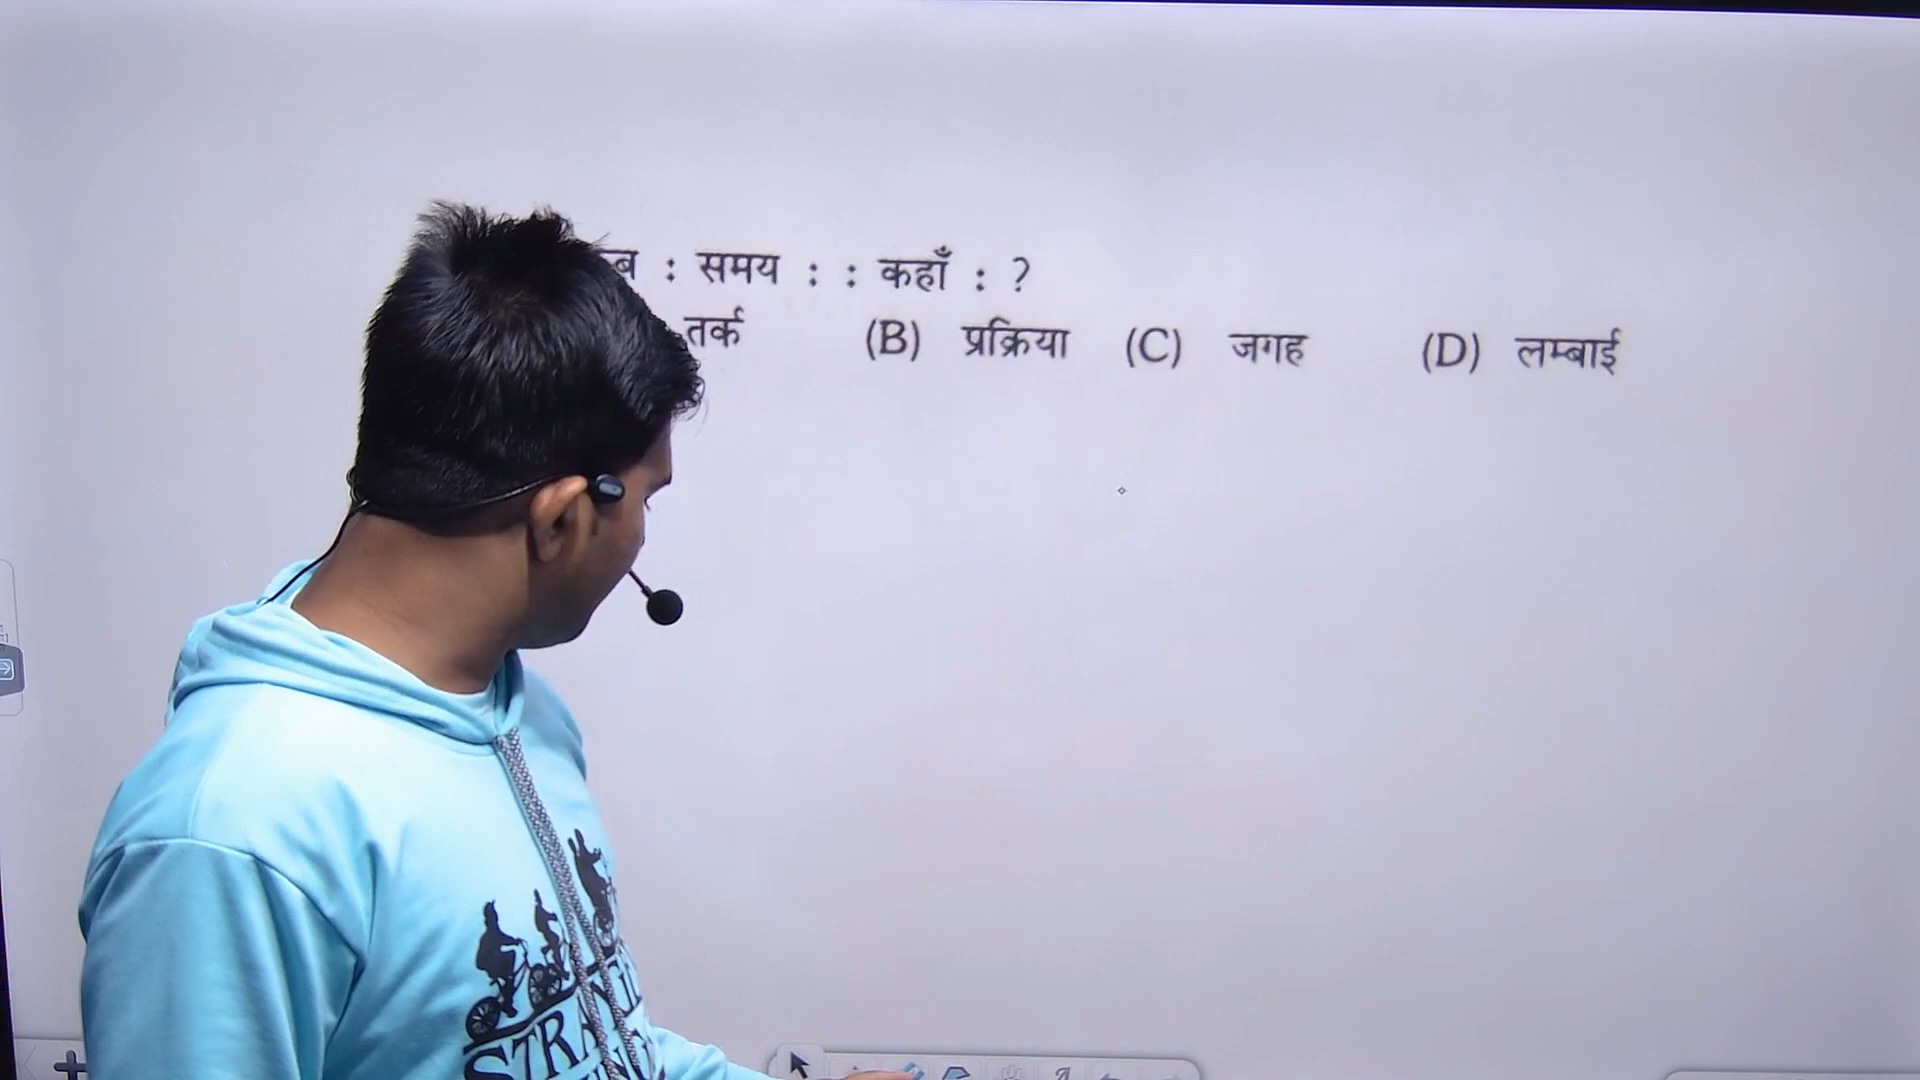 : समय : : कहाँ : ?
तर्क (B) प्रक्रिया (C) जगह (D) लम्बाई